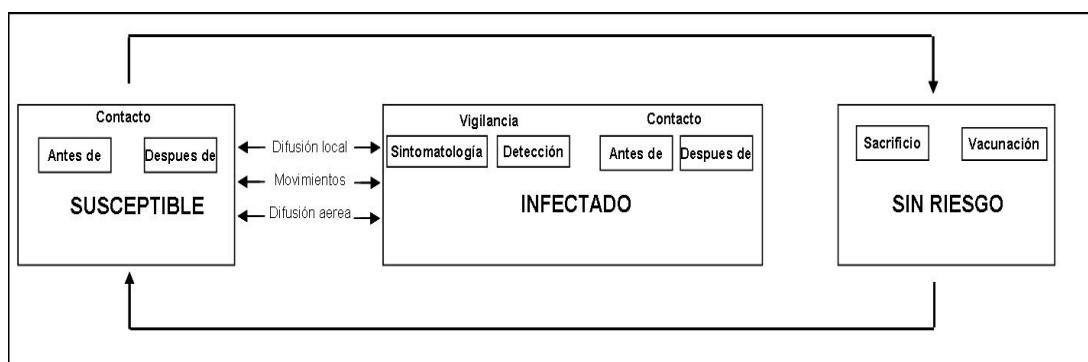 Contacto
Antes de
Despues de
SUSCEPTIBLE
Difusión local
Movimientos
Difusión aerea
Vigilancia
Contacto
Sintomatología
Detección
Antes de
Despues de
INFECTADO
Sacrificio
Vacunación
SIN RIESGO